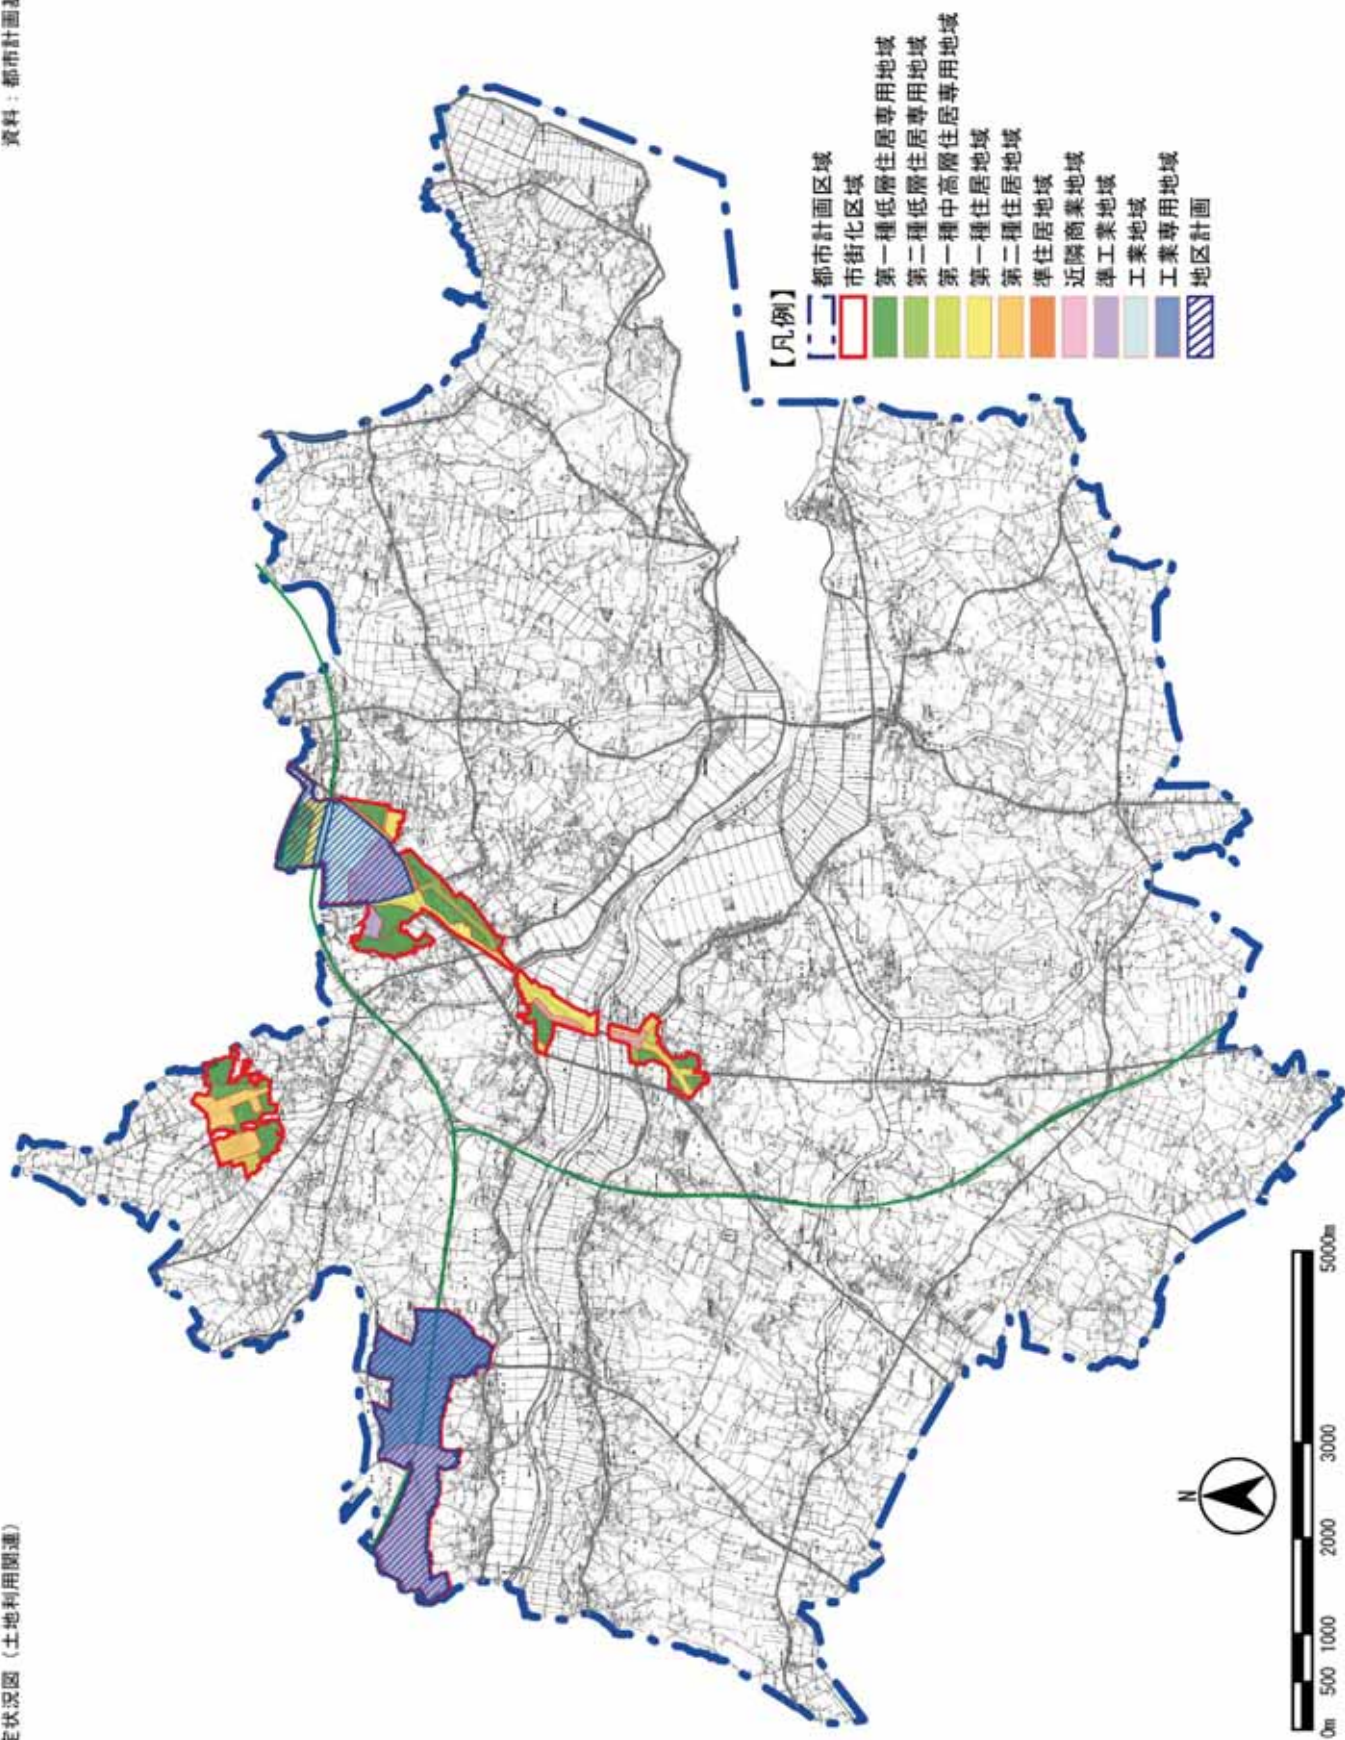 資料：都市計画基
定状況図（土地利用関連）
【凡例】
都市計画区域
市街化区域
第一種低層住居専用地域
第二種低層住居専用地域
第一種中高層住居専用地域
第一種住居地域
第二種住居地域
準住居地域
近隣商業地域
準工業地域
工業地域
工業専用地域
地区計画
N
0m 500 1000 2000 3000 5000m